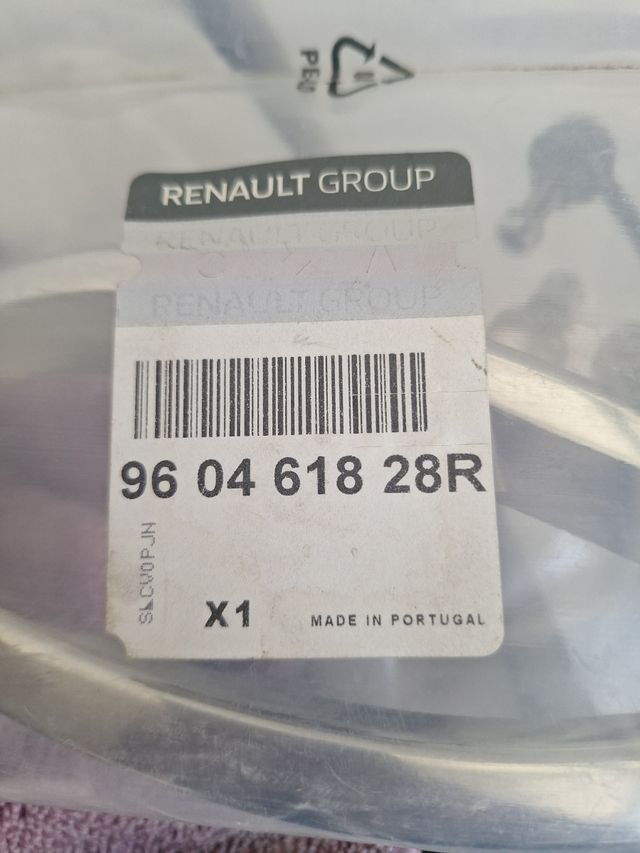 PE
RENAULT GROUP
RENAULT GROUP
RENAULT GROUP
96 04 618 28R
X1
MADE IN PORTUGAL